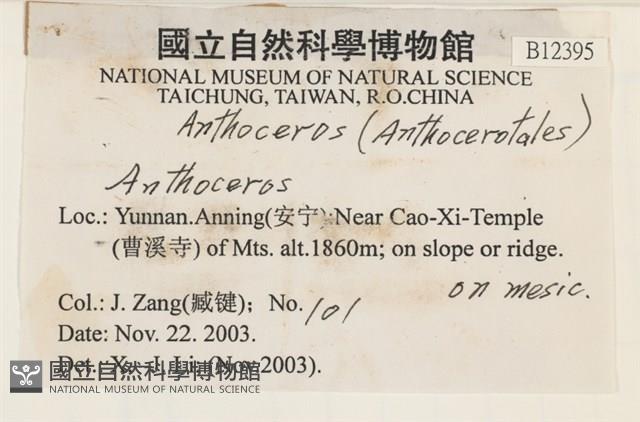 國立自然科學博物館
B12395
NATIONAL MUSEUM OF NATURAL SCIENCE
TAICHUNG, TAIWAN, R.O.CHINA
Anthoceros (Anthocerotales)
Anthoceros
Loc.: Yunnan.Anning(安宁):Near Cao-Xi-Temple
(曹溪寺) of Mts. alt.1860m; on slope or ridge.
on mesic.
Col.: J. Zang(臧键); No. 101
Date: Nov. 22. 2003.
Det.: X. -J. Li. (Nov. 2003).
國立自然科學博物館
NATIONAL MUSEUM OF NATURAL SCIENCE